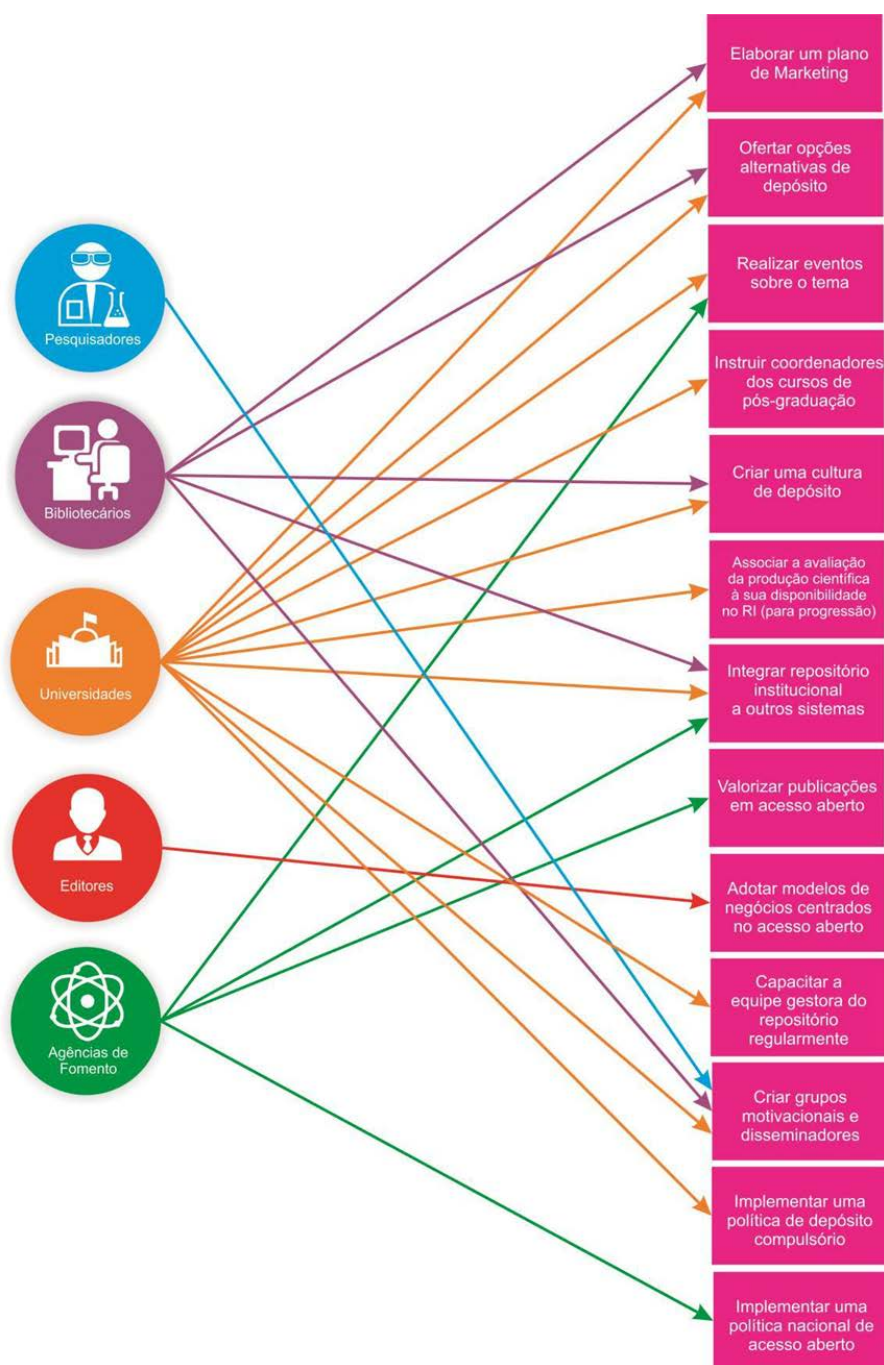 Pesquisadores
Bibliotecários
Universidades
Editores
Agências de
Fomento
Elaborar um plano
de Marketing
Ofertar opções
alternativas de
depósito
Realizar eventos
sobre o tema
Instruir coordenadores
dos cursos de
pós-graduação
Criar uma cultura
de depósito
Associar a avaliação
da produção científica
à sua disponibilidade
no RI (para progressão)
Integrar repositório
institucional
a outros sistemas
Valorizar publicações
em acesso aberto
Adotar modelos de
negócios centrados
no acesso aberto
Capacitar a
equipe gestora do
repositório
regularmente
Criar grupos
motivacionais e
disseminadores
Implementar uma
política de depósito
compulsório
Implementar uma
política nacional de
acesso aberto